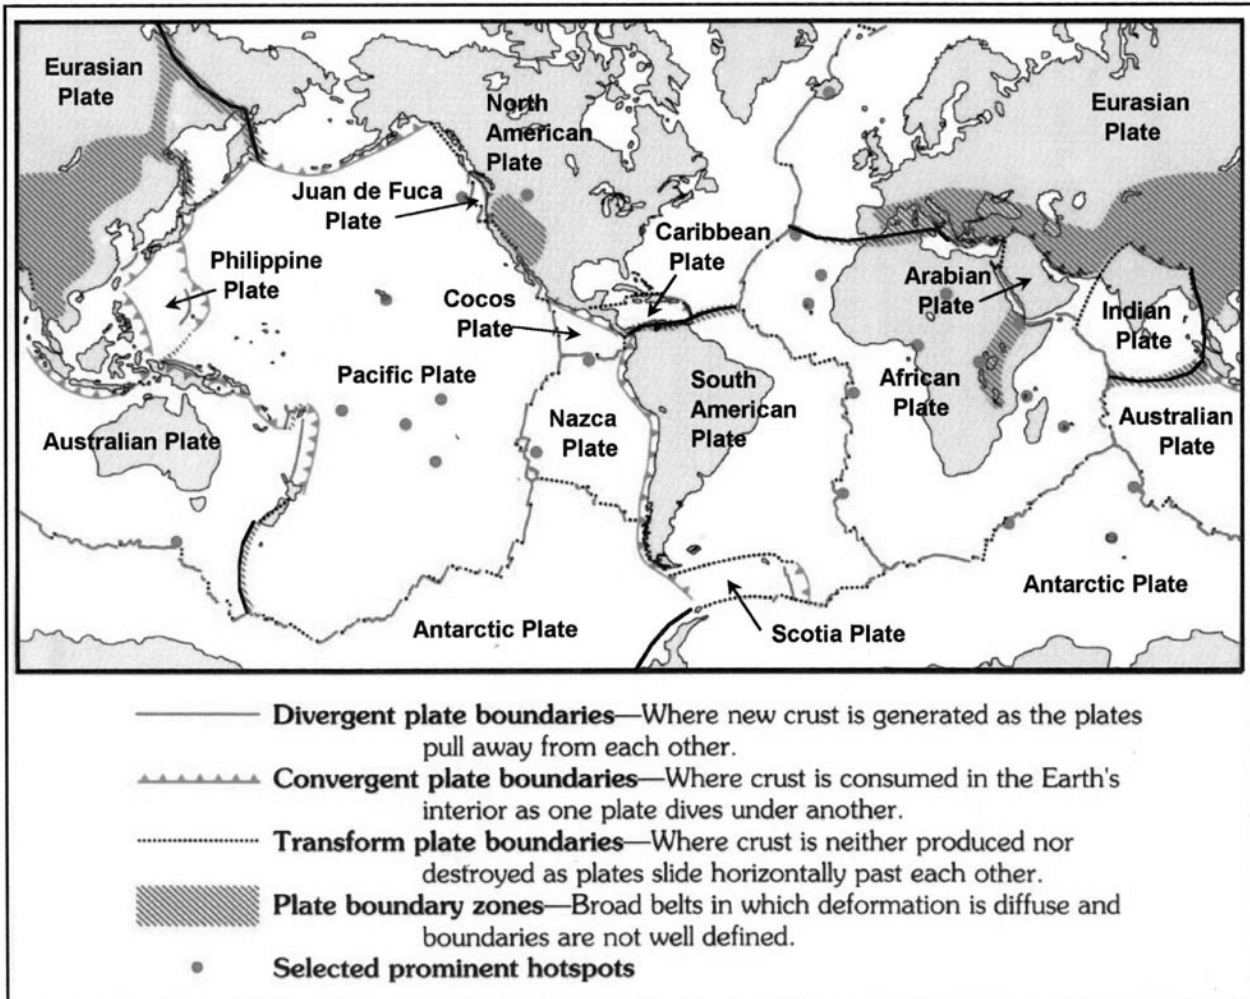 Eurasian
Plate
North
American
Plate
Eurasian
Plate
Juan de Fuca
Plate
Caribbean
Plate
Philippine
Plate
Arabian
Plate
Cocos
Plate
Indian
Plate
Pacific Plate
South
American
Plate
African
Plate
Nazca
Plate
Australian Plate
Australian
Plate
Antarctic Plate
Antarctic Plate
Scotia Plate
Divergent plate boundaries—Where new crust is generated as the plates
pull away from each other.
Convergent plate boundaries—Where crust is consumed in the Earth's
interior as one plate dives under another.
Transform plate boundaries—Where crust is neither produced nor
destroyed as plates slide horizontally past each other.
Plate boundary zones—Broad belts in which deformation is diffuse and
boundaries are not well defined.
Selected prominent hotspots